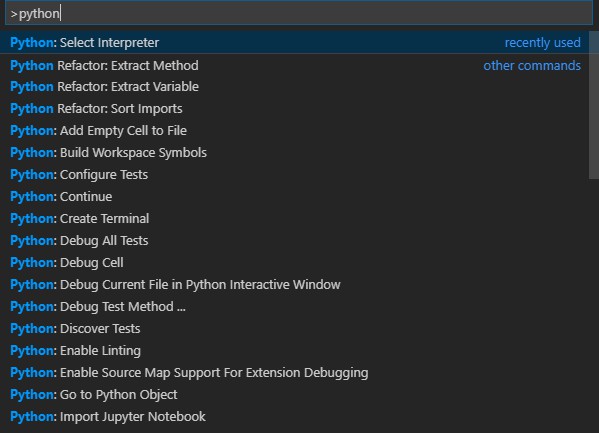 >python
Python: Select Interpreter recently used
Python Refactor: Extract Method other commands
Python Refactor: Extract Variable
Python Refactor: Sort Imports
Python: Add Empty Cell to File
Python: Build Workspace Symbols
Python: Configure Tests
Python: Continue
Python: Create Terminal
Python: Debug All Tests
Python: Debug Cell
Python: Debug Current File in Python Interactive Window
Python: Debug Test Method ...
Python: Discover Tests
Python: Enable Linting
Python: Enable Source Map Support For Extension Debugging
Python: Go to Python Object
Python: Import Jupyter Notebook